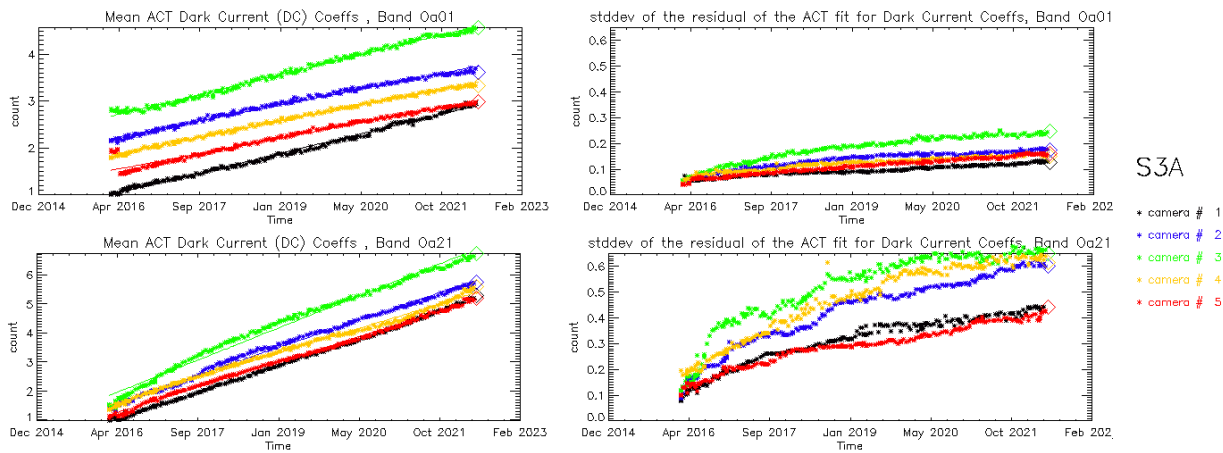 Mean ACT Dark Current (DC) Coeffs , Band Oa01
stddev of the residual of the ACT fit for Dark Current Coeffs, Band Oa01
count
4
3
2
1
Dec 2014 Apr 2016 Sep 2017 Jan 2019 May 2020 Oct 2021 Feb 2023
Time
count
0.6
0.5
0.4
0.3
0.2
0.1
0.0
Dec 2014 Apr 2016 Sep 2017 Jan 2019 May 2020 Oct 2021 Feb 202
Time
S3A
camera # 1
camera # 2
camera # 3
camera # 4
camera # 5
Mean ACT Dark Current (DC) Coeffs , Band Oa21
stddev of the residual of the ACT fit for Dark Current Coeffs, Band Oa21
count
6
5
4
3
2
1
Dec 2014 Apr 2016 Sep 2017 Jan 2019 May 2020 Oct 2021 Feb 2023
Time
count
0.6
0.5
0.4
0.3
0.2
0.1
0.0
Dec 2014 Apr 2016 Sep 2017 Jan 2019 May 2020 Oct 2021 Feb 202
Time